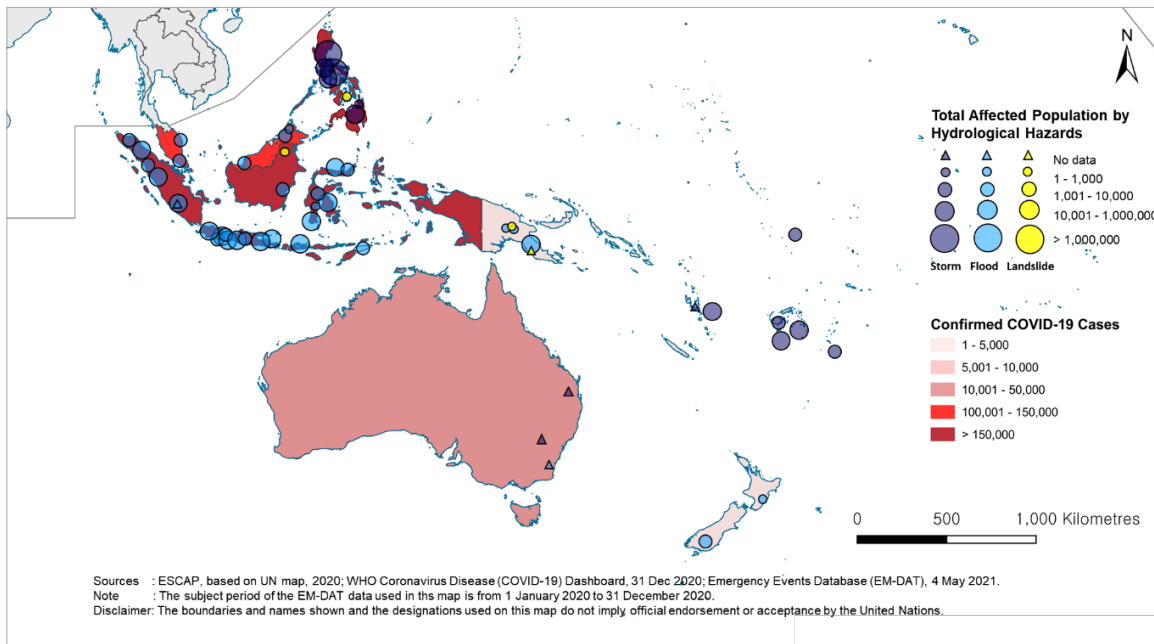 N
Total Affected Population by
Hydrological Hazards
No data
1 - 1,000
1,001 - 10,000
10,001 - 1,000,000
> 1,000,000
Storm Flood Landslide
Confirmed COVID-19 Cases
1 - 5,000
5,001 - 10,000
10,001 - 50,000
100,001 - 150,000
> 150,000
0 500 1,000 Kilometres
Sources : ESCAP, based on UN map, 2020; WHO Coronavirus Disease (COVID-19) Dashboard, 31 Dec 2020; Emergency Events Database (EM-DAT), 4 May 2021.
Note : The subject period of the EM-DAT data used in ths map is from 1 January 2020 to 31 December 2020.
Disclaimer: The boundaries and names shown and the designations used on this map do not imply official endorsement or acceptance by the United Nations.